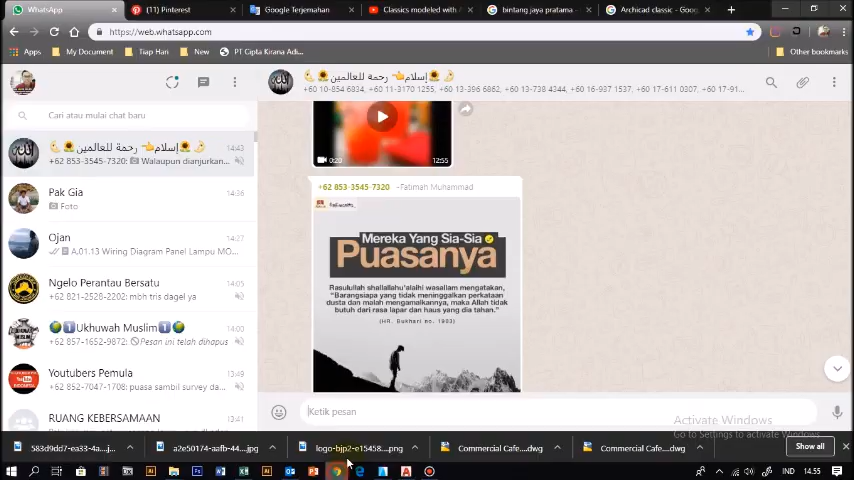 WhatsApp
Pinterest
Google Terjemahan
Classics modeled with A
bintang jaya pratama -
Archicad classic - Goog
https://web.whatsapp.com
Apps
My Document
Tiap Han
New
PT Cipta Kirana Adi...
Other bookmarks
إسلام رحمة للعالمين
+60 10-854 6834, +60 11-3170 1255, +60 13-396 6862, +60 13-738 4344, +60 16-937 1537, +60 17-611 0307, +60 17-91...
Cari atau mulai chat baru
إسلام رحمة للعالمين
14:43
+62 853-3545-7320: Walaupun dianjurkan...
Pak Gia
14:36
Foto
Ojan
14:27
A.01.13 Wiring Diagram Panel Lampu MO...
Ngelo Perantau Bersatu
14:05
+62 821-2528-2202: mbh tris dagel ya
Ukhuwah Muslim
14:00
+62 857-1652-9872: Pesan ini telah dihapus
Youtubers Pemula
13:49
+62 852-7047-1708: puasa sambil survey da...
RUANG KEBERSAMAAN
13:41
0:20
12:55
+62 853-3545-7320 ~Fatimah Muhammad
Mereka Yang Sia-Sia
Puasanya
Rasulullah shallallahu'alaihi wasallam mengatakan,
"Barangsiapa yang tidak meninggalkan perkataan
dusta dan malah mengamalkannya, maka Allah tidak
butuh dari rasa lapar dan haus yang dia tahan."
(HR. Bukhari no. 1903)
Ketik pesan
Activate Windows
Go to Settings to activate Windows.
583d9dd7-ea33-4a....j...
a2e50174-aafb-44....jpg
logo-bjp2-e15458....png
Commercial Cafe....dwg
Commercial Cafe....dwg
Show all
IND
14.55